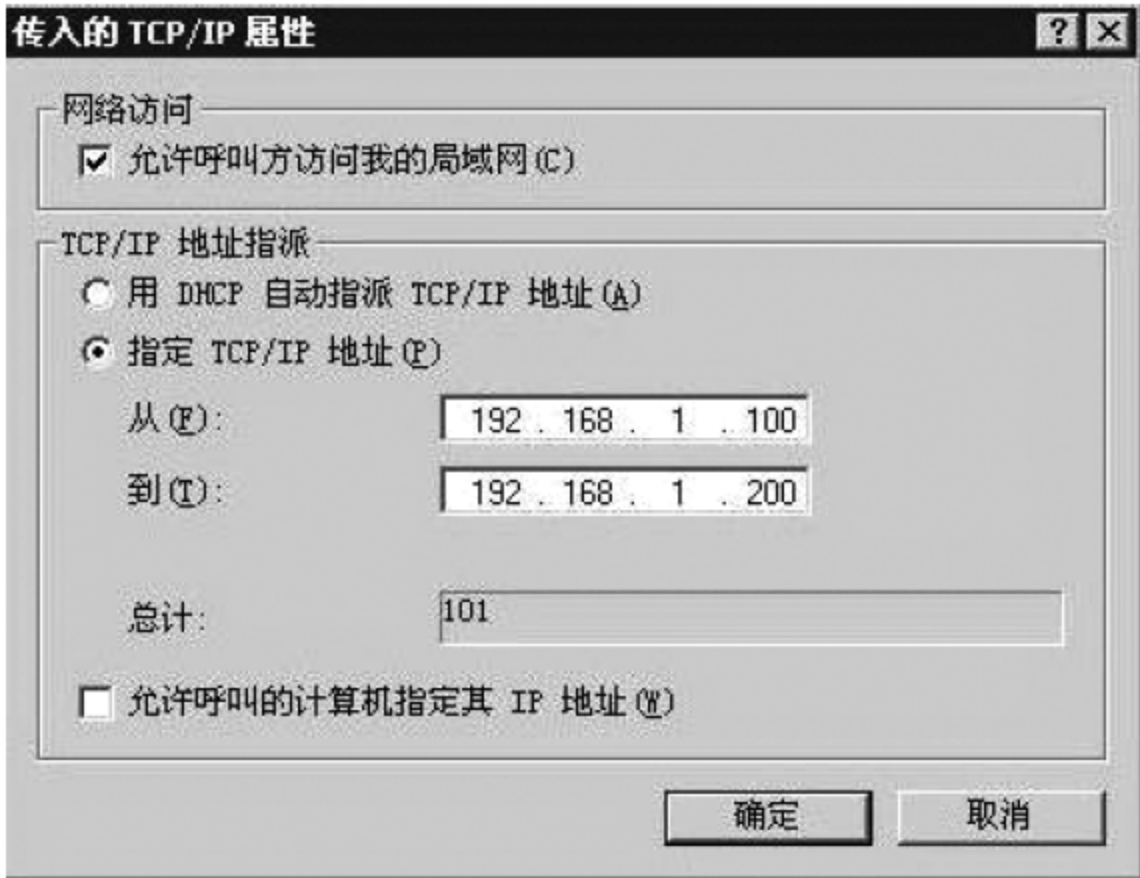 传入的 TCP/IP 属性
网络访问
允许呼叫方访问我的局域网(C)
TCP/IP 地址指派
用 DHCP 自动指派 TCP/IP 地址(A)
指定 TCP/IP 地址(P)
从(F): 192 . 168 . 1 . 100
到(T): 192 . 168 . 1 . 200
总计: 101
允许呼叫的计算机指定其 IP 地址(W)
确定 取消